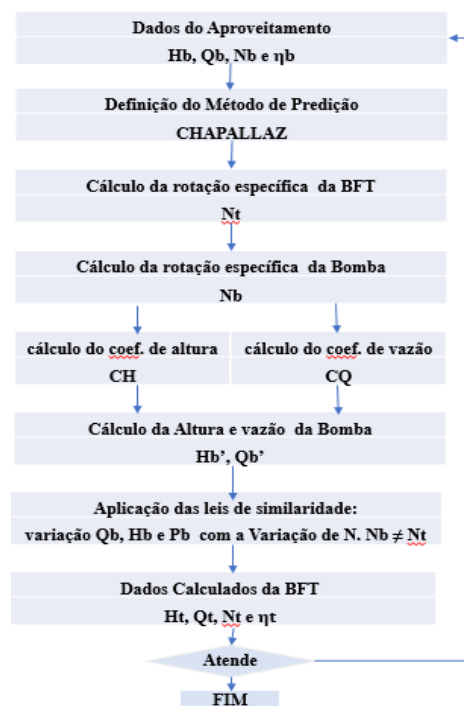 Dados do Aproveitamento
Hb, Qb, Nb e ηb
Definição do Método de Predição
CHAPALLAZ
Cálculo da rotação específica da BFT
Nt
Cálculo da rotação específica da Bomba
Nb
cálculo do coef. de altura
CH
cálculo do coef. de vazão
CQ
Cálculo da Altura e vazão da Bomba
Hb’, Qb’
Aplicação das leis de similaridade:
variação Qb, Hb e Pb com a Variação de N. Nb ≠ Nt
Dados Calculados da BFT
Ht, Qt, Nt e ηt
Atende
FIM